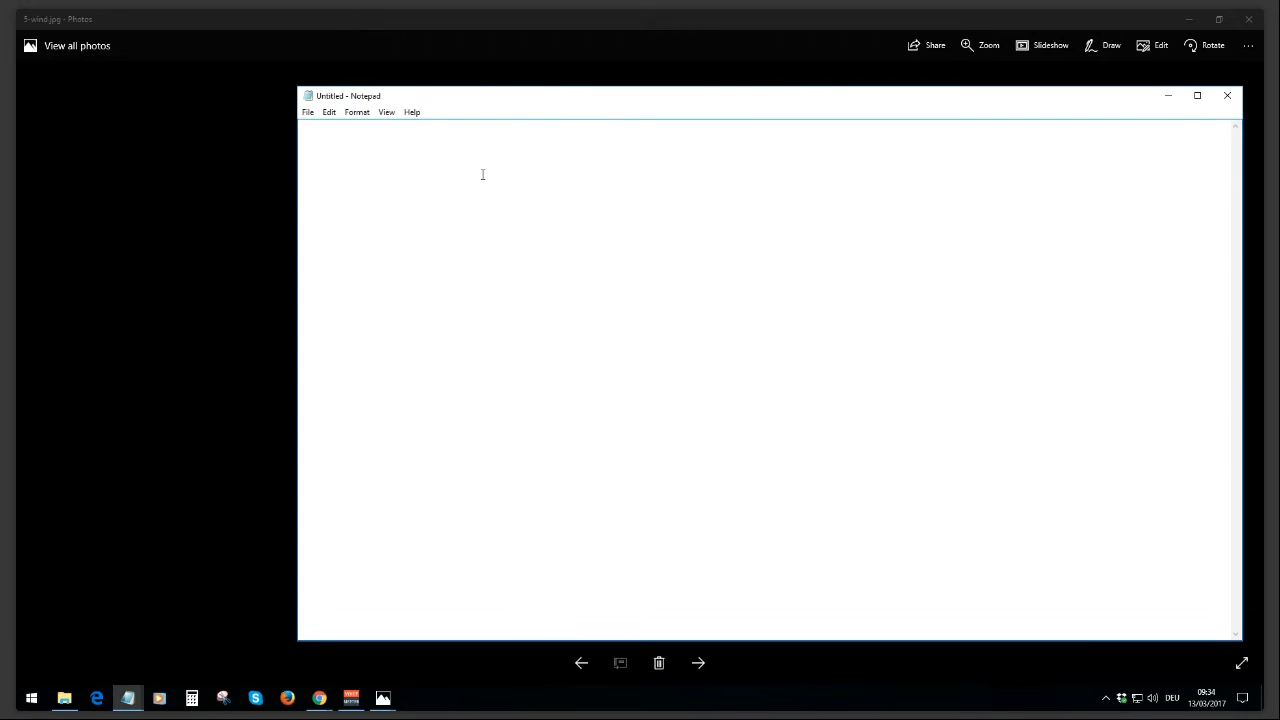 5-wind.jpg - Photos
View all photos
Share
Zoom
Slideshow
Draw
Edit
Rotate
Untitled - Notepad
File Edit Format View Help
DEU
09:34
13/03/2017